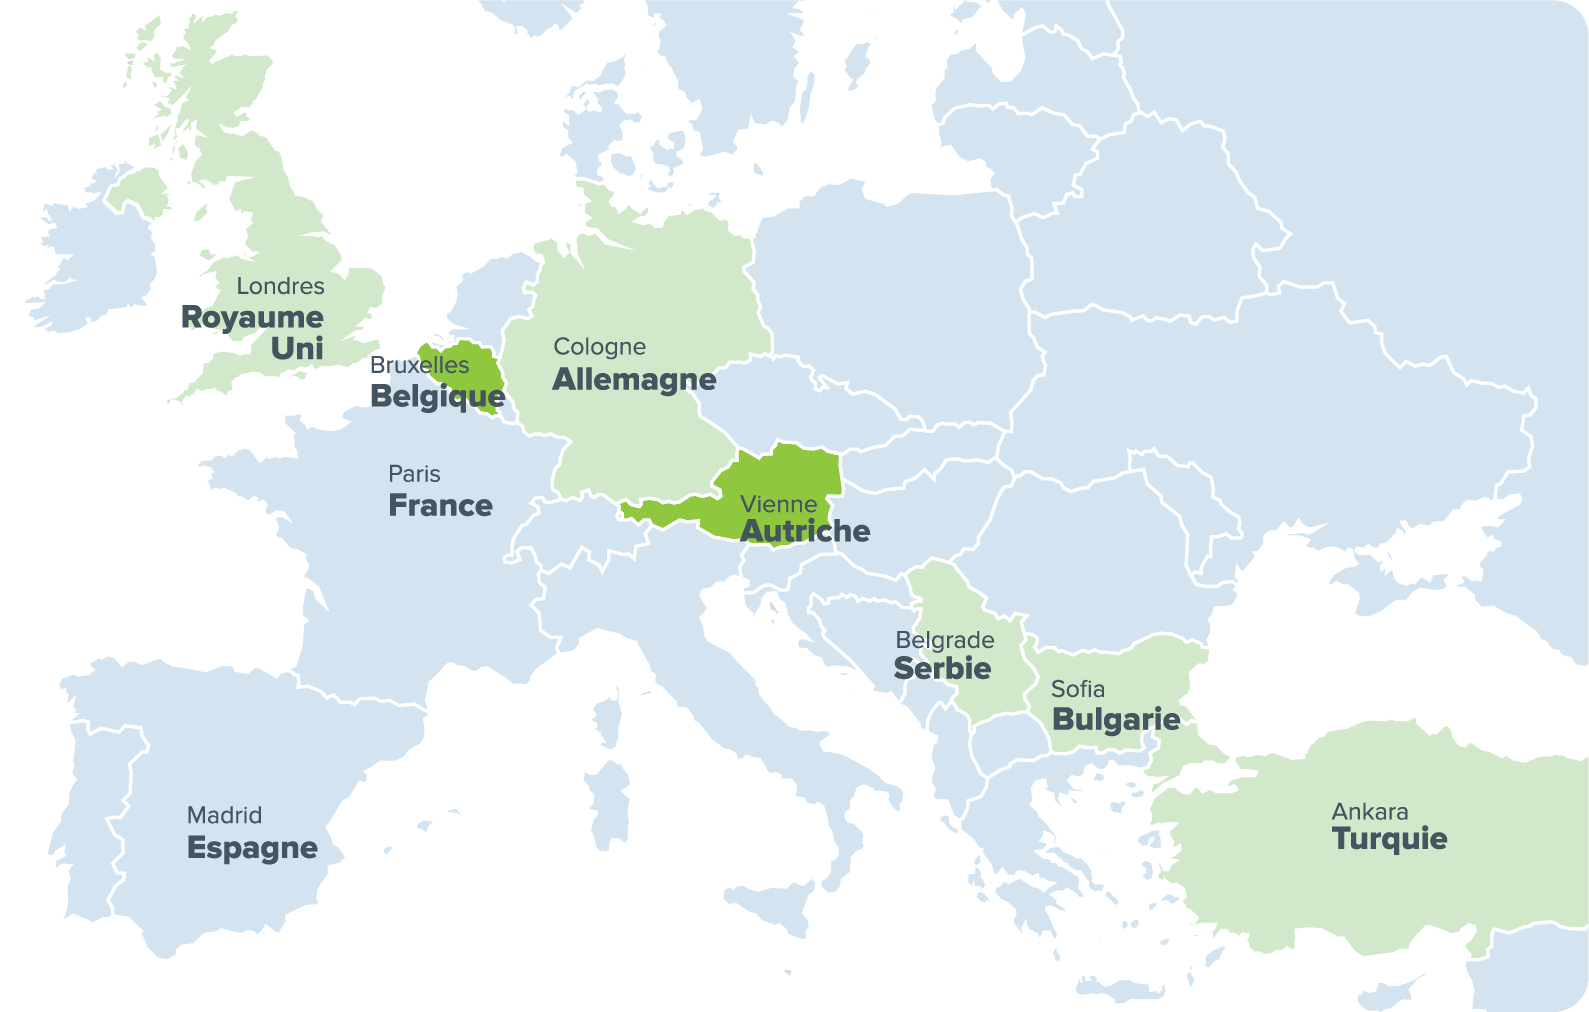 Londres
Royaume
Uni
Bruxelles
Belgique
Cologne
Allemagne
Paris
France
Vienne
Autriche
Belgrade
Serbie
Sofia
Bulgarie
Madrid
Espagne
Ankara
Turquie